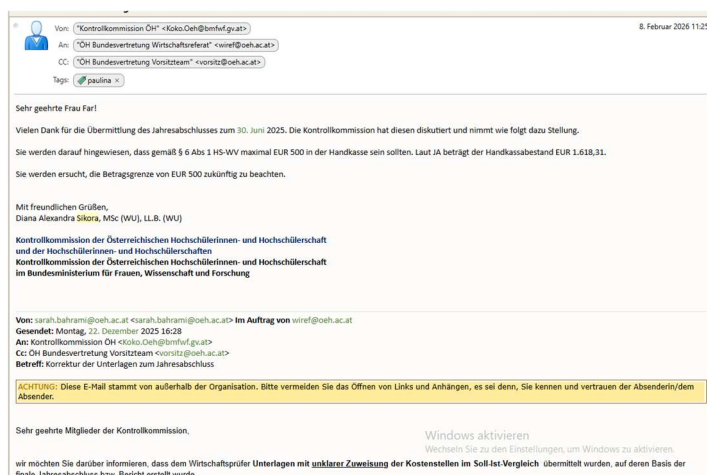 Von: "Kontrollkommission ÖH" <Koko.Oeh@bmfwf.gv.at>
8. Februar 2026 11:25
An: "ÖH Bundesvertretung Wirtschaftsreferat" <wiref@oeh.ac.at>
CC: "ÖH Bundesvertretung Vorsitzteam" <vorsitz@oeh.ac.at>
Tags: paulina ×
Sehr geehrte Frau Far!
Vielen Dank für die Übermittlung des Jahresabschlusses zum 30. Juni 2025. Die Kontrollkommission hat diesen diskutiert und nimmt wie folgt dazu Stellung.
Sie werden darauf hingewiesen, dass gemäß § 6 Abs 1 HS-WV maximal EUR 500 in der Handkasse sein sollten. Laut JA beträgt der Handkassabestand EUR 1.618,31.
Sie werden ersucht, die Betragsgrenze von EUR 500 zukünftig zu beachten.
Mit freundlichen Grüßen,
Diana Alexandra Sikora, MSc (WU), LL.B. (WU)
Kontrollkommission der Österreichischen Hochschülerinnen- und Hochschülerschaft
und der Hochschülerinnen- und Hochschülerschaften
Kontrollkommission der Österreichischen Hochschülerinnen- und Hochschülerschaft
im Bundesministerium für Frauen, Wissenschaft und Forschung
Von: sarah.bahrami@oeh.ac.at <sarah.bahrami@oeh.ac.at> Im Auftrag von wiref@oeh.ac.at
Gesendet: Montag, 22. Dezember 2025 16:28
An: Kontrollkommission ÖH <Koko.Oeh@bmfwf.gv.at>
Cc: ÖH Bundesvertretung Vorsitzteam <vorsitz@oeh.ac.at>
Betreff: Korrektur der Unterlagen zum Jahresabschluss
ACHTUNG: Diese E-Mail stammt von außerhalb der Organisation. Bitte vermeiden Sie das Öffnen von Links und Anhängen, es sei denn, Sie kennen und vertrauen der Absenderin/dem
Absender.
Sehr geehrte Mitglieder der Kontrollkommission,
Windows aktivieren
Wechseln Sie zu den Einstellungen, um Windows zu aktivieren.
wir möchten Sie darüber informieren, dass dem Wirtschaftsprüfer Unterlagen mit unklarer Zuweisung der Kostenstellen im Soll-Ist-Vergleich übermittelt wurden, auf deren Basis der
finale Jahresabschluss bzw. Bericht erstellt wurde